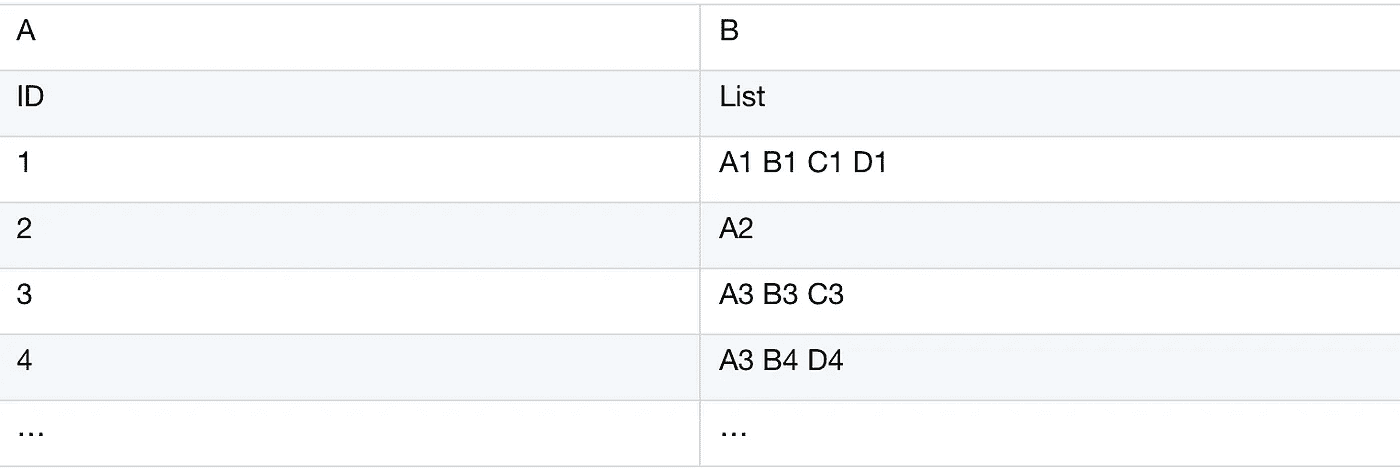 A B
ID List
1 A1 B1 C1 D1
2 A2
3 A3 B3 C3
4 A3 B4 D4
... ...